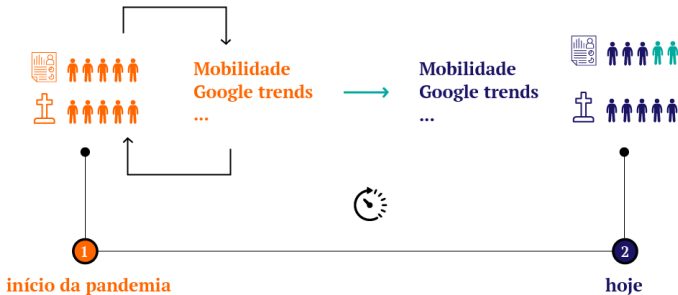 Mobilidade
Google trends
...
Mobilidade
Google trends
...
1
2
início da pandemia
hoje